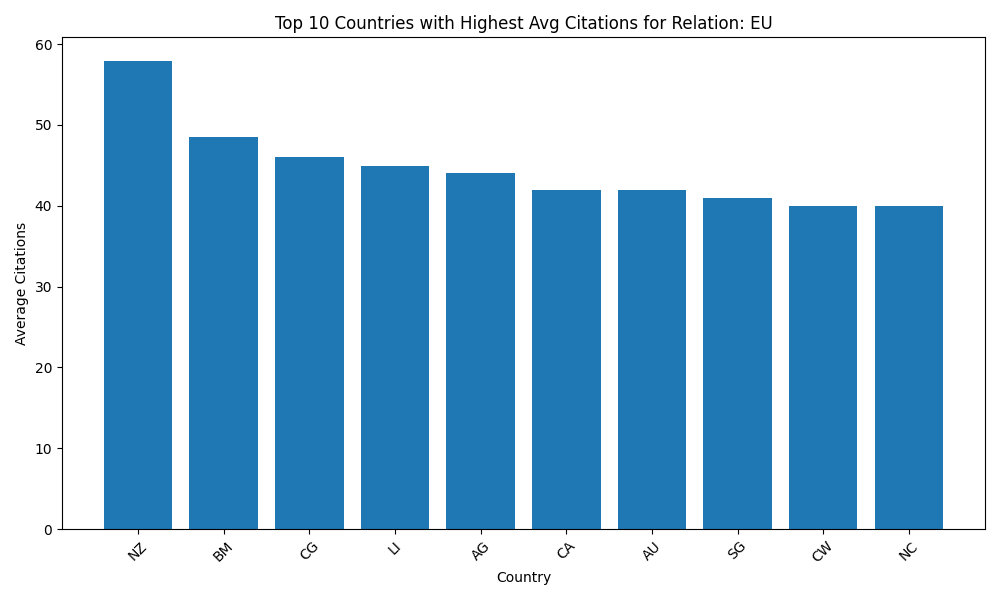 Top 10 Countries with Highest Avg Citations for Relation: EU
60
50
40
30
20
10
0
Average Citations
NZ
BM
CG
LI
AG
CA
AU
SG
CW
NC
Country